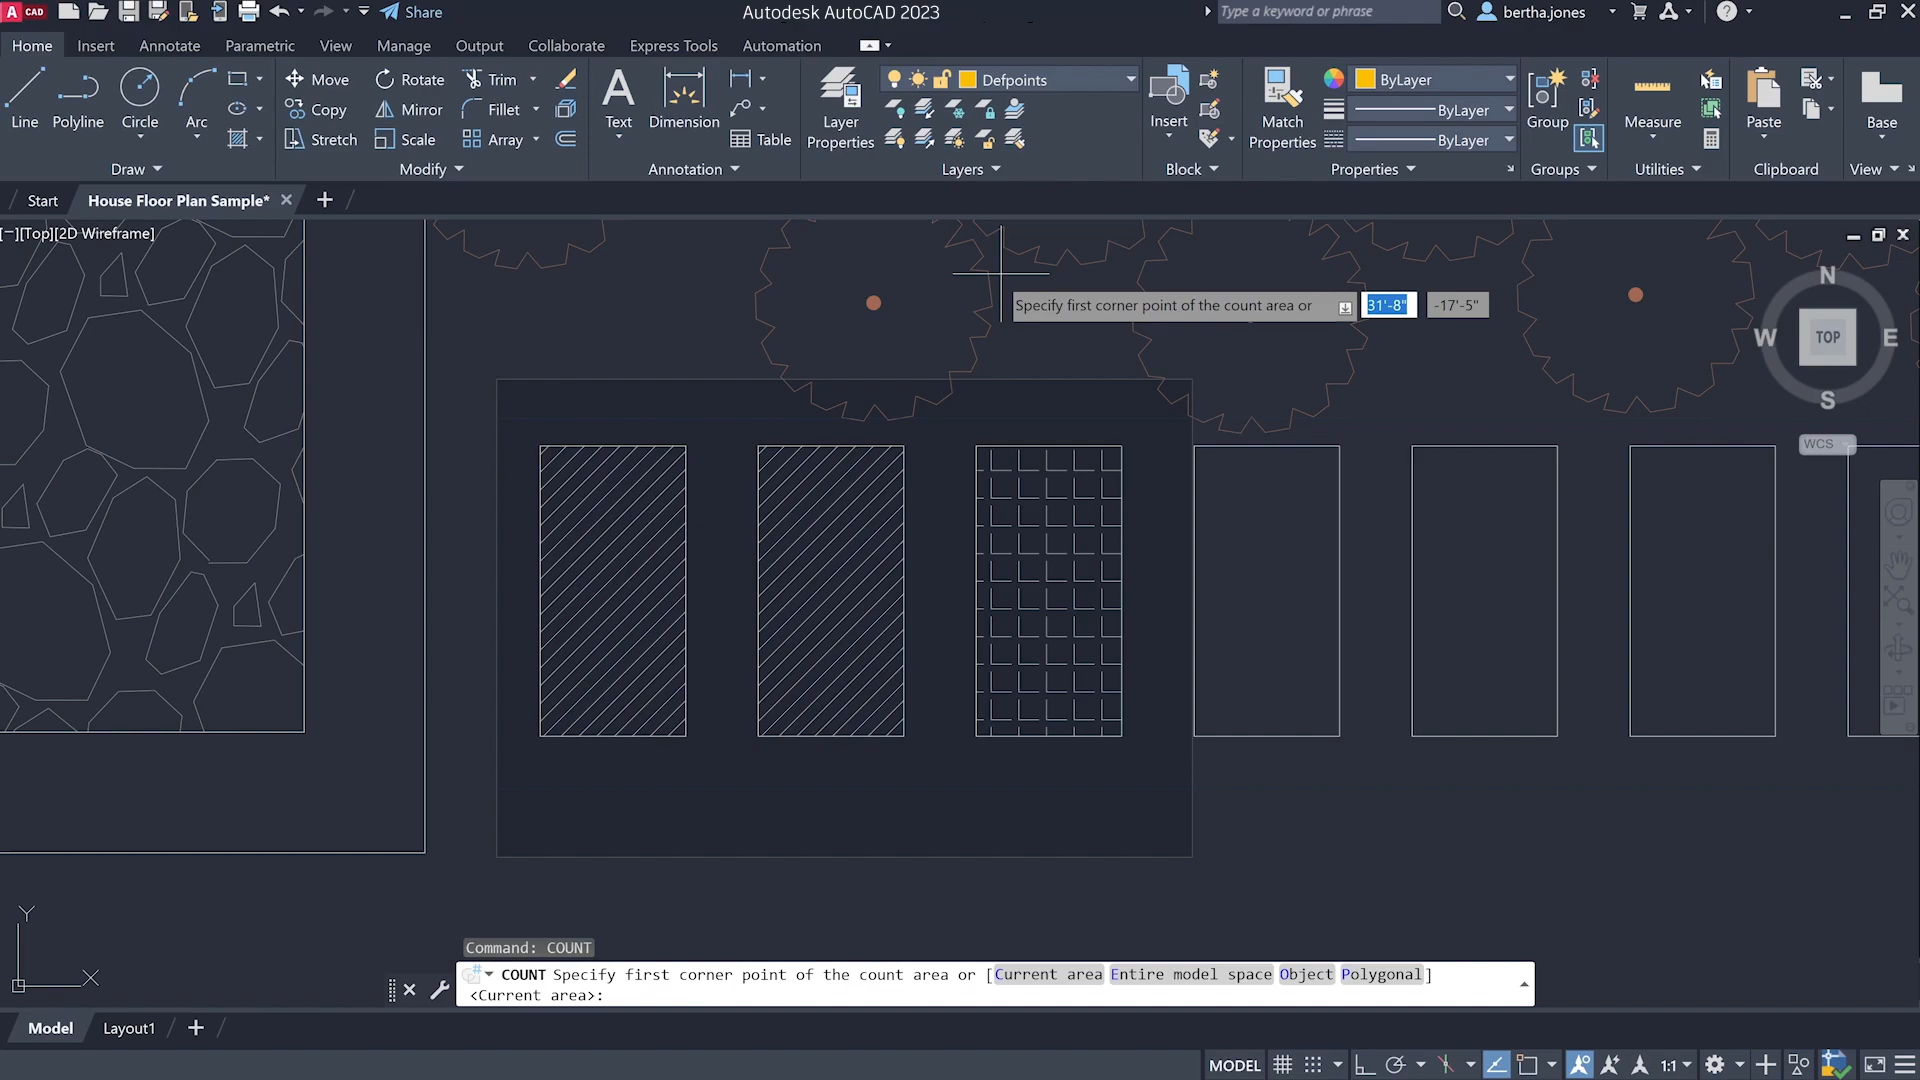 A CAD
Share
Autodesk AutoCAD 2023
Type a keyword or phrase
bertha.jones
Home
Insert
Annotate
Parametric
View
Manage
Output
Collaborate
Express Tools
Automation
Line
Polyline
Circle
Arc
Move
Rotate
Trim
Copy
Mirror
Fillet
Stretch
Scale
Array
Text
Dimension
Table
Layer
Properties
Defpoints
Insert
Match
Properties
ByLayer
ByLayer
ByLayer
Group
Measure
Paste
Base
Draw
Modify
Annotation
Layers
Block
Properties
Groups
Utilities
Clipboard
View
Start
House Floor Plan Sample*
[−][Top][2D Wireframe]
Specify first corner point of the count area or
31'-8"
-17'-5"
N
W
TOP
E
S
WCS
Y
X
Command: COUNT
COUNT Specify first corner point of the count area or [Current area Entire model space Object Polygonal]
<Current area>:
Model
Layout1
MODEL
1:1